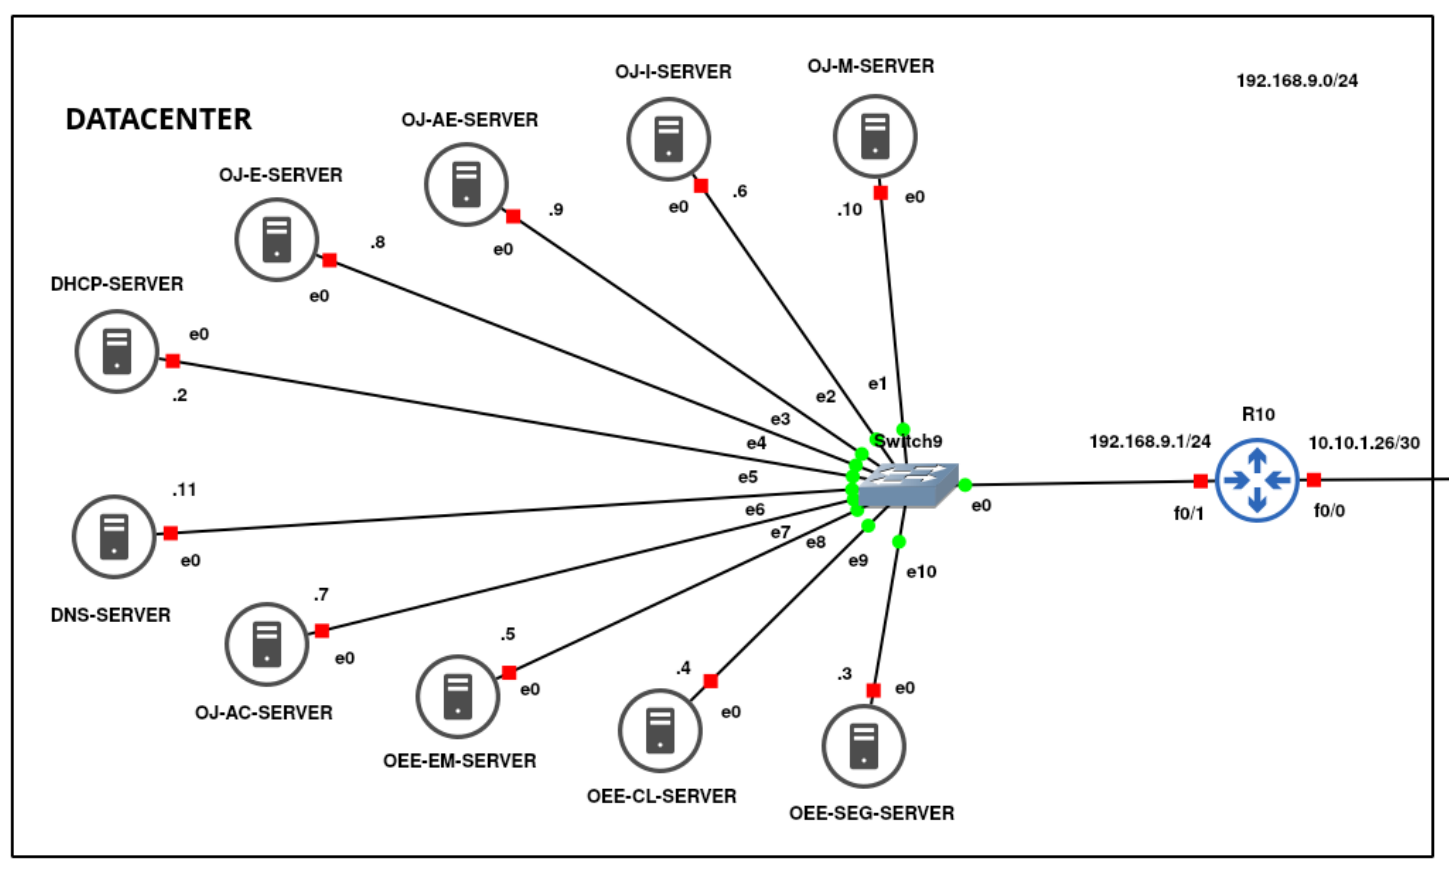 OJ-I-SERVER
OJ-M-SERVER
192.168.9.0/24
DATACENTER
OJ-AE-SERVER
OJ-E-SERVER
.6
e0
.10
e0
.9
e0
.8
e0
DHCP-SERVER
e0
.2
e1
e2
e3
e4
e5
Switch9
R10
192.168.9.1/24
10.10.1.26/30
.11
e0
e6
e7
e8
e9
e10
e0
f0/1
f0/0
DNS-SERVER
.7
e0
OJ-AC-SERVER
.5
e0
OEE-EM-SERVER
.4
e0
OEE-CL-SERVER
.3
e0
OEE-SEG-SERVER